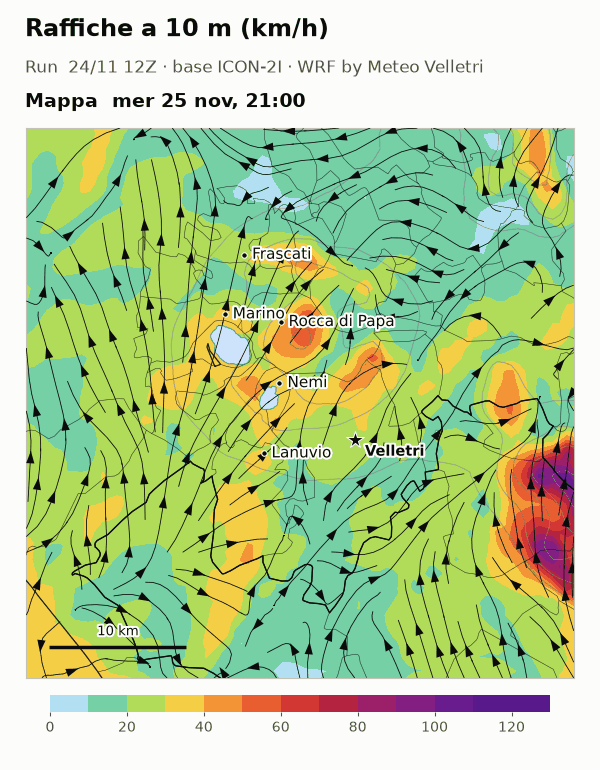 Raffiche a 10 m (km/h)
Run 24/11 12Z · base ICON-2I · WRF by Meteo Velletri
Mappa mer 25 nov, 21:00
Frascati
Marino
Rocca di Papa
Nemi
Lanuvio
Velletri
10 km
0 20 40 60 80 100 120